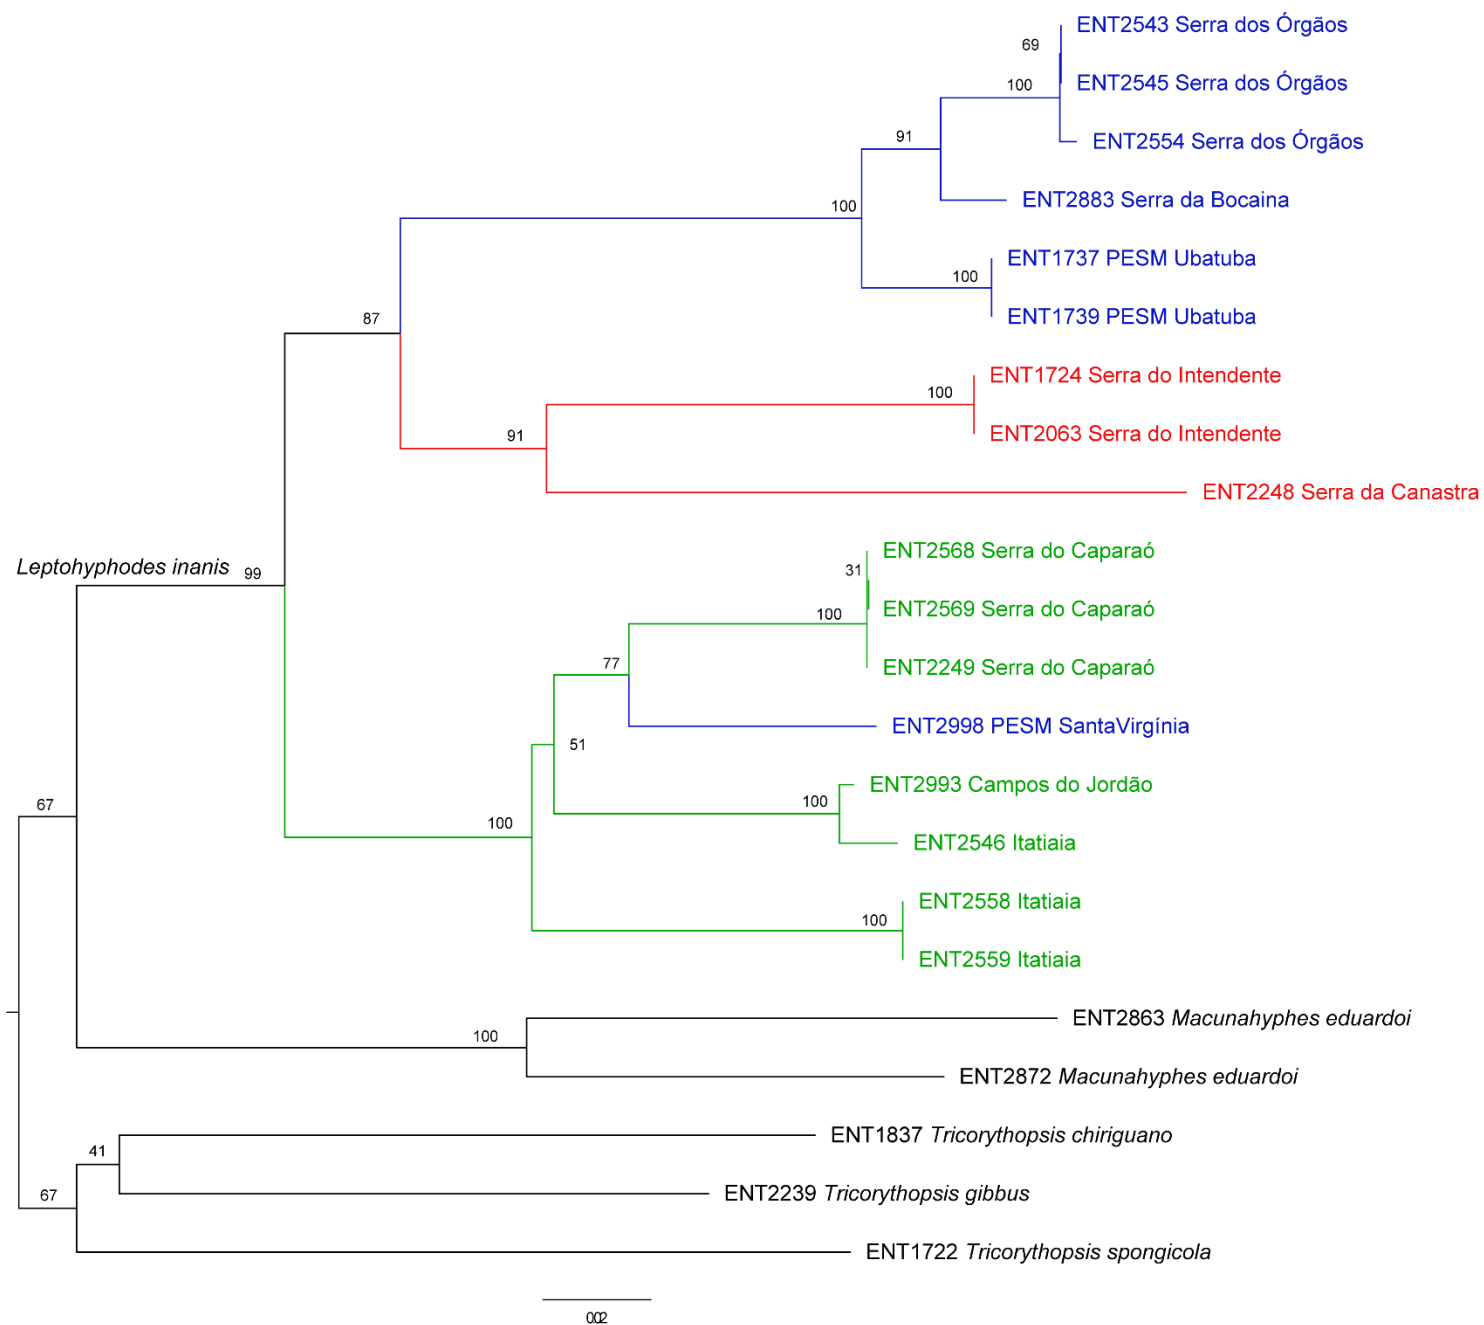 ENT2543 Serra dos Órgãos
69
ENT2545 Serra dos Órgãos
100
91
ENT2554 Serra dos Órgãos
ENT2883 Serra da Bocaina
100
ENT1737 PESM Ubatuba
100
ENT1739 PESM Ubatuba
87
ENT1724 Serra do Intendente
100
ENT2063 Serra do Intendente
91
ENT2248 Serra da Canastra
ENT2568 Serra do Caparaó
Leptohyphodes inanis
99
31
ENT2569 Serra do Caparaó
100
77
ENT2249 Serra do Caparaó
ENT2998 PESM SantaVirgínia
51
ENT2993 Campos do Jordão
67
100
100
ENT2546 Itatiaia
ENT2558 Itatiaia
100
ENT2559 Itatiaia
ENT2863 Macunahyphes eduardoi
100
ENT2872 Macunahyphes eduardoi
ENT1837 Tricorythopsis chiriguano
41
ENT2239 Tricorythopsis gibbus
67
ENT1722 Tricorythopsis spongicola
0.02